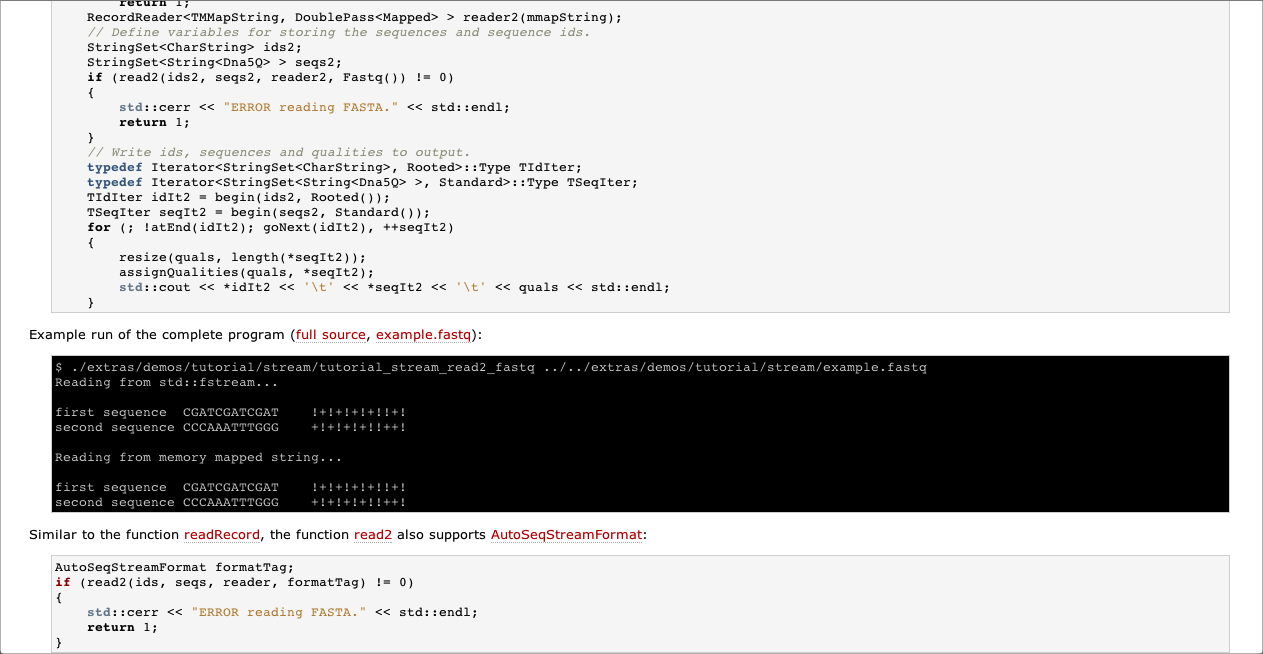 return 1;
RecordReader<TMMapString, DoublePass<Mapped> > reader2(mmapString);
// Define variables for storing the sequences and sequence ids.
StringSet<CharString> ids2;
StringSet<String<Dna5Q> > seqs2;
if (read2(ids2, seqs2, reader2, Fastq()) != 0)
{
std::cerr << "ERROR reading FASTA." << std::endl;
return 1;
}
// Write ids, sequences and qualities to output.
typedef Iterator<StringSet<CharString>, Rooted>::Type TIdIter;
typedef Iterator<StringSet<String<Dna5Q> >, Standard>::Type TSeqIter;
TIdIter idIt2 = begin(ids2, Rooted());
TSeqIter seqIt2 = begin(seqs2, Standard());
for (; !atEnd(idIt2); goNext(idIt2), ++seqIt2)
{
resize(quals, length(*seqIt2));
assignQualities(quals, *seqIt2);
std::cout << *idIt2 << '\t' << *seqIt2 << '\t' << quals << std::endl;
}
Example run of the complete program (full source, example.fastq):
$ ./extras/demos/tutorial/stream/tutorial_stream_read2_fastq ../../extras/demos/tutorial/stream/example.fastq
Reading from std::fstream...
first sequence CGATCGATCGAT !+!+!+!+!!+!
second sequence CCCAAATTTGGG +!+!+!+!!++!
Reading from memory mapped string...
first sequence CGATCGATCGAT !+!+!+!+!!+!
second sequence CCCAAATTTGGG +!+!+!+!!++!
Similar to the function readRecord, the function read2 also supports AutoSeqStreamFormat:
AutoSeqStreamFormat formatTag;
if (read2(ids, seqs, reader, formatTag) != 0)
{
std::cerr << "ERROR reading FASTA." << std::endl;
return 1;
}